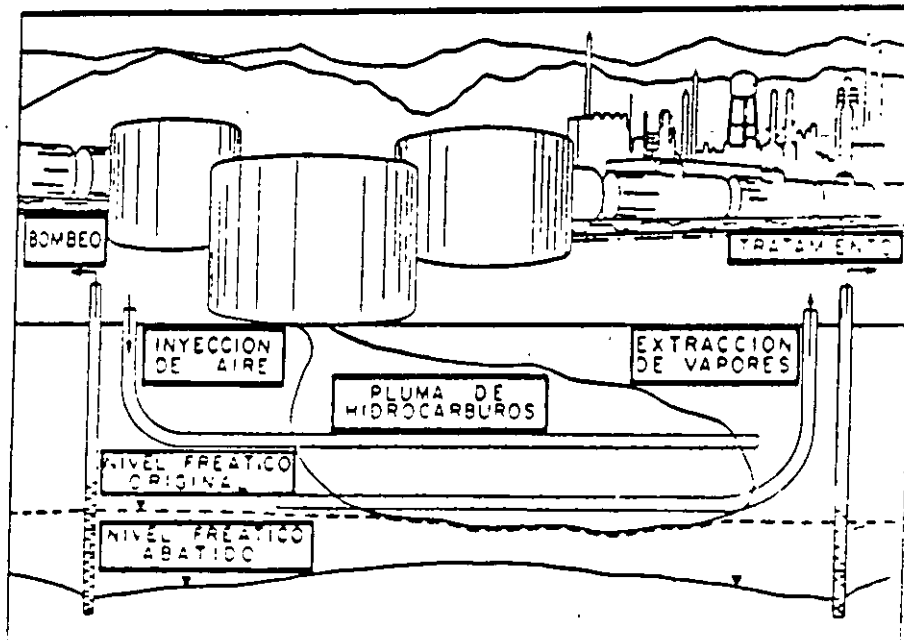 BOMBEO
TRATAMIENTO
INYECCION
DE AIRE
EXTRACCION
DE VAPORES
PLUMA DE
HIDROCARBUROS
NIVEL FREATICO
ORIGINAL
NIVEL FREATICO
ABATIDO